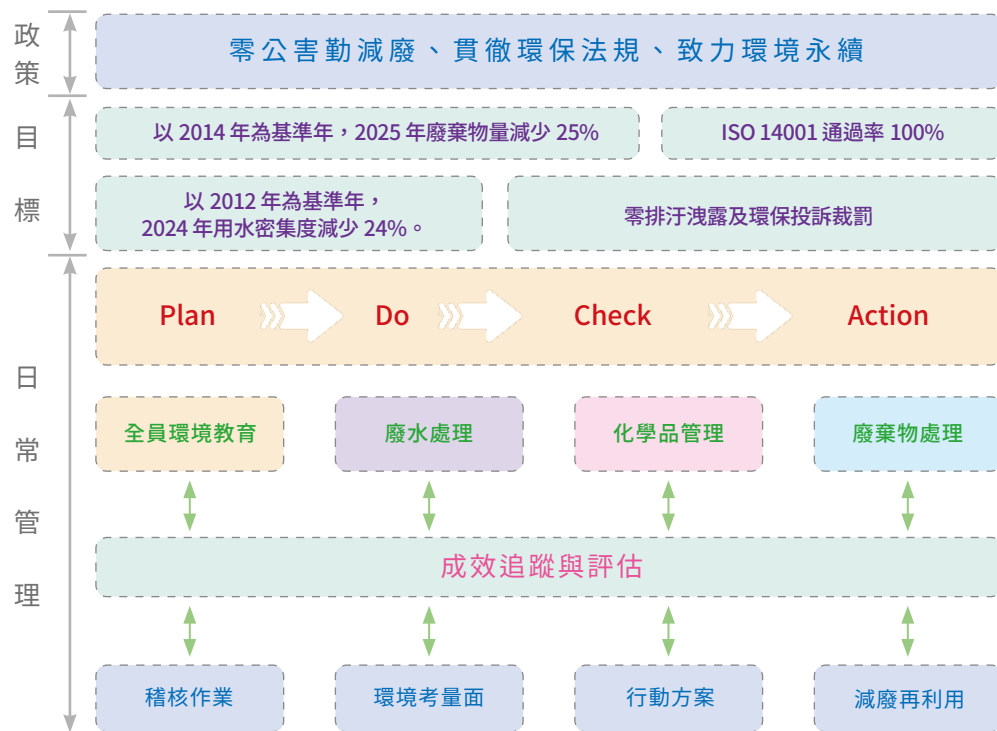 政策
零公害勤減廢、貫徹環保法規、致力環境永續
目標
以 2014 年為基準年，2025 年廢棄物量減少 25%
ISO 14001 通過率 100%
以 2012 年為基準年，
2024 年用水密集度減少 24%。
零排汙洩露及環保投訴裁罰
日常管理
Plan
Do
Check
Action
全員環境教育
廢水處理
化學品管理
廢棄物處理
成效追蹤與評估
稽核作業
環境考量面
行動方案
減廢再利用